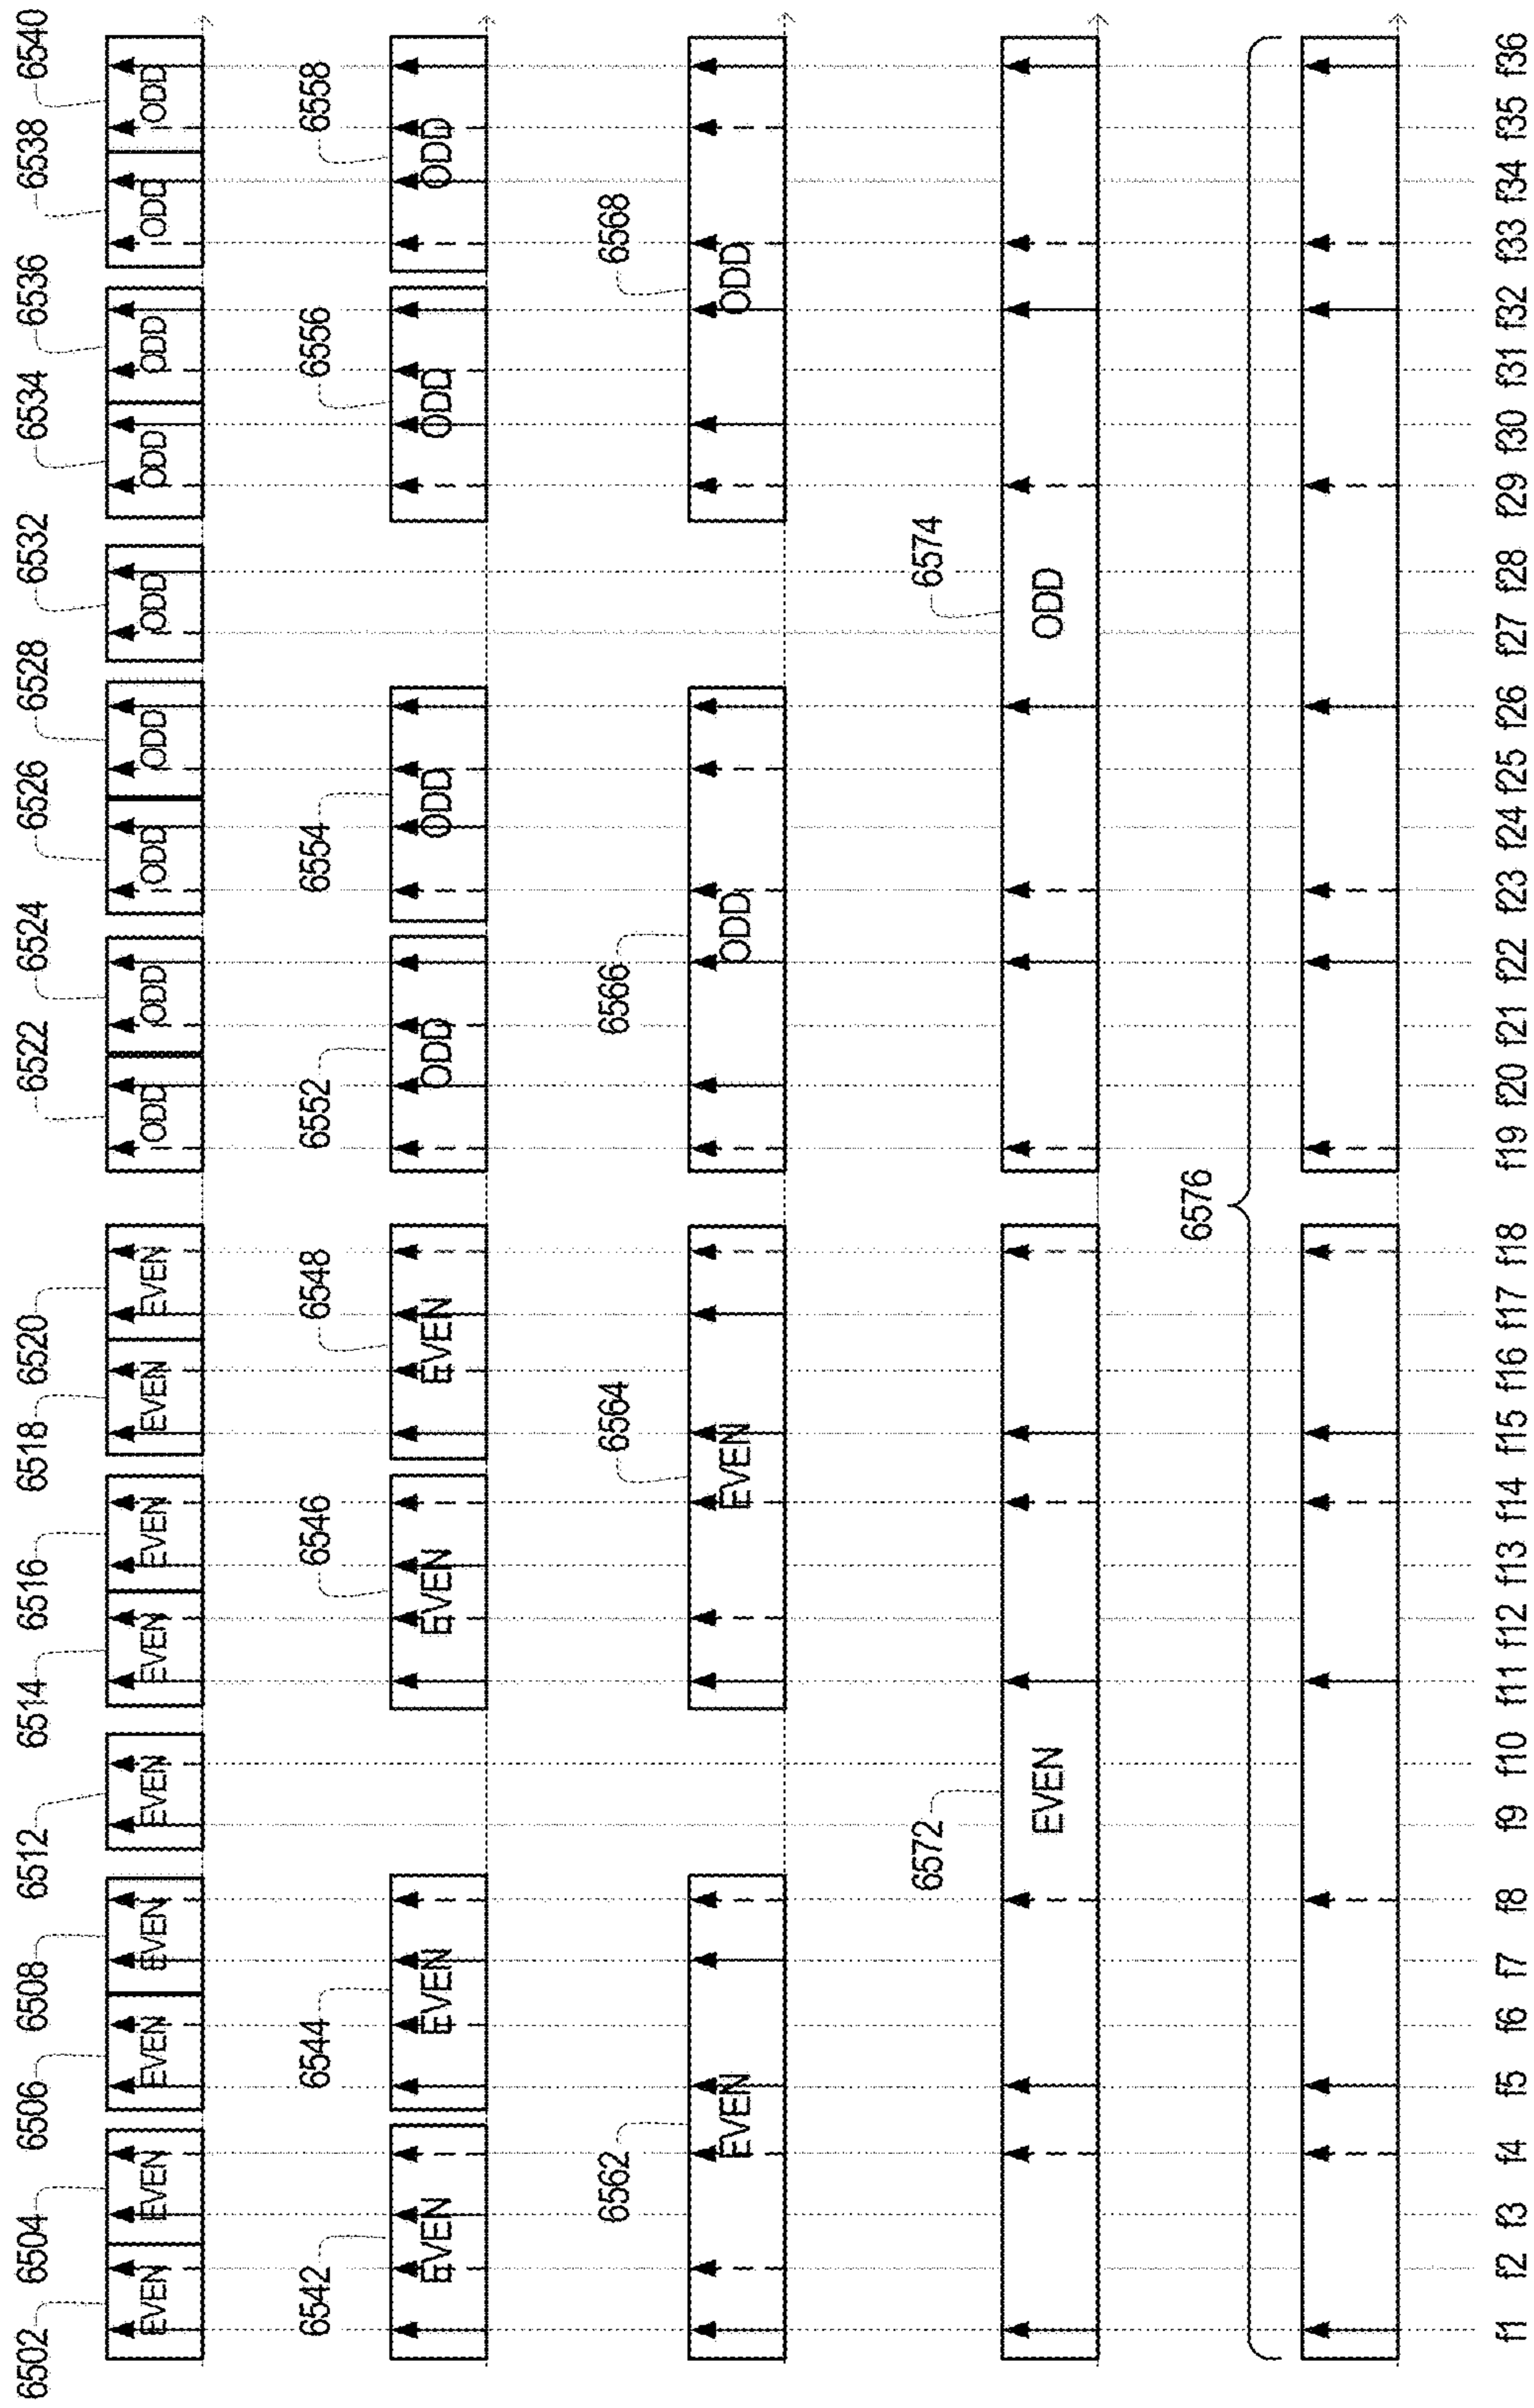 6502 6504 6506 6508 6512 6514 6516 6518 6520 6522 6524 6526 6528 6532 6534 6536 6538 6540
EVEN EVEN EVEN EVEN EVEN EVEN EVEN EVEN EVEN ODD ODD ODD ODD ODD ODD ODD ODD ODD
6542 6544 6546 6548 6552 6554 6556 6558
EVEN EVEN EVEN EVEN ODD ODD ODD ODD
6562 6564 6566 6568
EVEN EVEN ODD ODD
6572 6574
EVEN ODD
6576
f1 f2 f3 f4 f5 f6 f7 f8 f9 f10 f11 f12 f13 f14 f15 f16 f17 f18 f19 f20 f21 f22 f23 f24 f25 f26 f27 f28 f29 f30 f31 f32 f33 f34 f35 f36